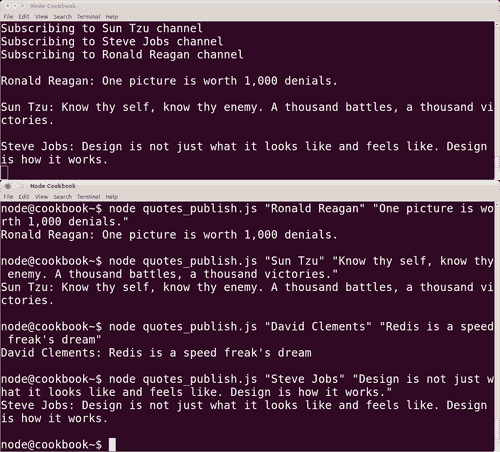 Node Cookbook
File Edit View Search Terminal Help
Subscribing to Sun Tzu channel
Subscribing to Steve Jobs channel
Subscribing to Ronald Reagan channel
Ronald Reagan: One picture is worth 1,000 denials.
Sun Tzu: Know thy self, know thy enemy. A thousand battles, a thousand vi
ctories.
Steve Jobs: Design is not just what it looks like and feels like. Design
is how it works.
Node Cookbook
File Edit View Search Terminal Help
node@cookbook~$ node quotes_publish.js "Ronald Reagan" "One picture is wo
rth 1,000 denials."
Ronald Reagan: One picture is worth 1,000 denials.
node@cookbook~$ node quotes_publish.js "Sun Tzu" "Know thy self, know thy
enemy. A thousand battles, a thousand victories."
Sun Tzu: Know thy self, know thy enemy. A thousand battles, a thousand vi
ctories.
node@cookbook~$ node quotes_publish.js "David Clements" "Redis is a speed
freak's dream"
David Clements: Redis is a speed freak's dream
node@cookbook~$ node quotes_publish.js "Steve Jobs" "Design is not just w
hat it looks like and feels like. Design is how it works."
Steve Jobs: Design is not just what it looks like and feels like. Design
is how it works.
node@cookbook~$